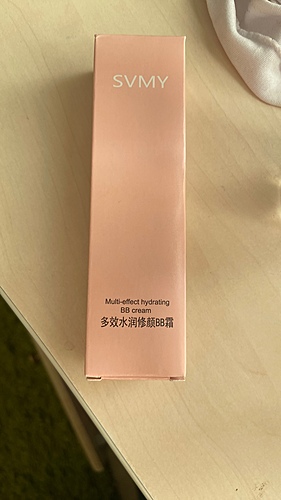 SVMY
Multi-effect hydrating
BB cream
多效水润修颜BB霜